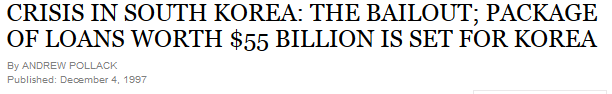 CRISIS IN SOUTH KOREA: THE BAILOUT; PACKAGE
OF LOANS WORTH $55 BILLION IS SET FOR KOREA
By ANDREW POLLACK
Published: December 4, 1997